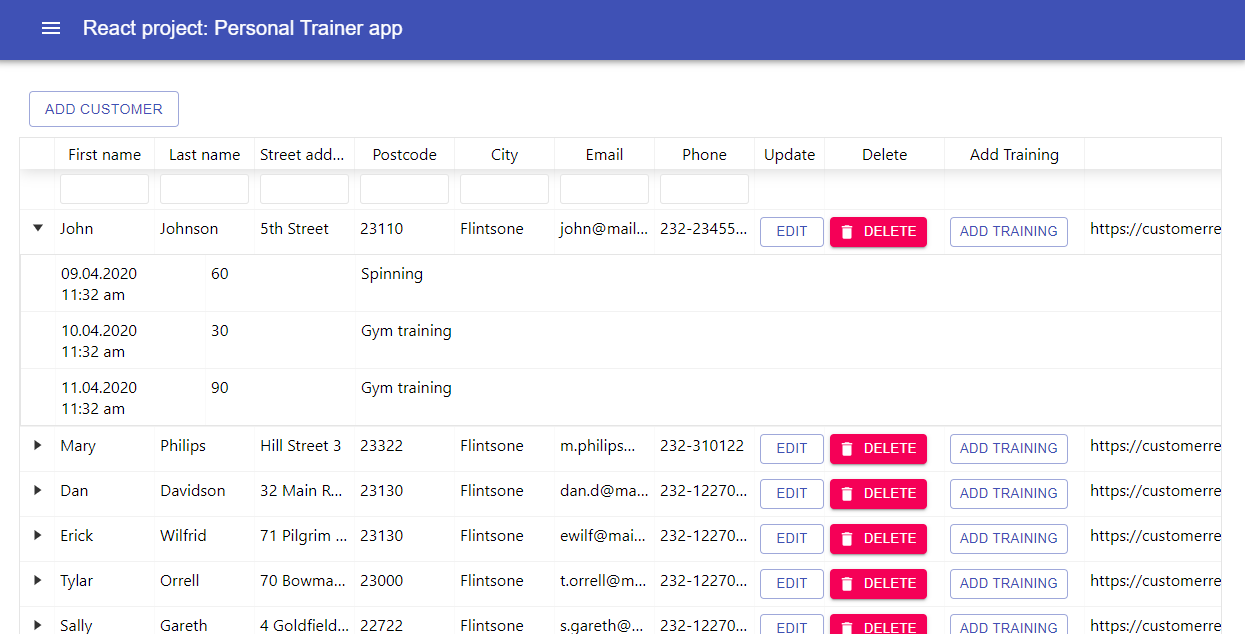 React project: Personal Trainer app
ADD CUSTOMER
First name Last name Street add... Postcode City Email Phone Update Delete Add Training
John Johnson 5th Street 23110 Flintsone john@mail... 232-23455... EDIT DELETE ADD TRAINING https://customerre
09.04.2020 60 Spinning
11:32 am
10.04.2020 30 Gym training
11:32 am
11.04.2020 90 Gym training
11:32 am
Mary Philips Hill Street 3 23322 Flintsone m.philips... 232-310122 EDIT DELETE ADD TRAINING https://customerre
Dan Davidson 32 Main R... 23130 Flintsone dan.d@ma... 232-12270... EDIT DELETE ADD TRAINING https://customerre
Erick Wilfrid 71 Pilgrim ... 23130 Flintsone ewilf@mai... 232-12270... EDIT DELETE ADD TRAINING https://customerre
Tylar Orrell 70 Bowma... 23000 Flintsone t.orrell@m... 232-12270... EDIT DELETE ADD TRAINING https://customerre
Sally Gareth 4 Goldfield... 22722 Flintsone s.gareth@... 232-12270... EDIT DELETE ADD TRAINING https://customerre